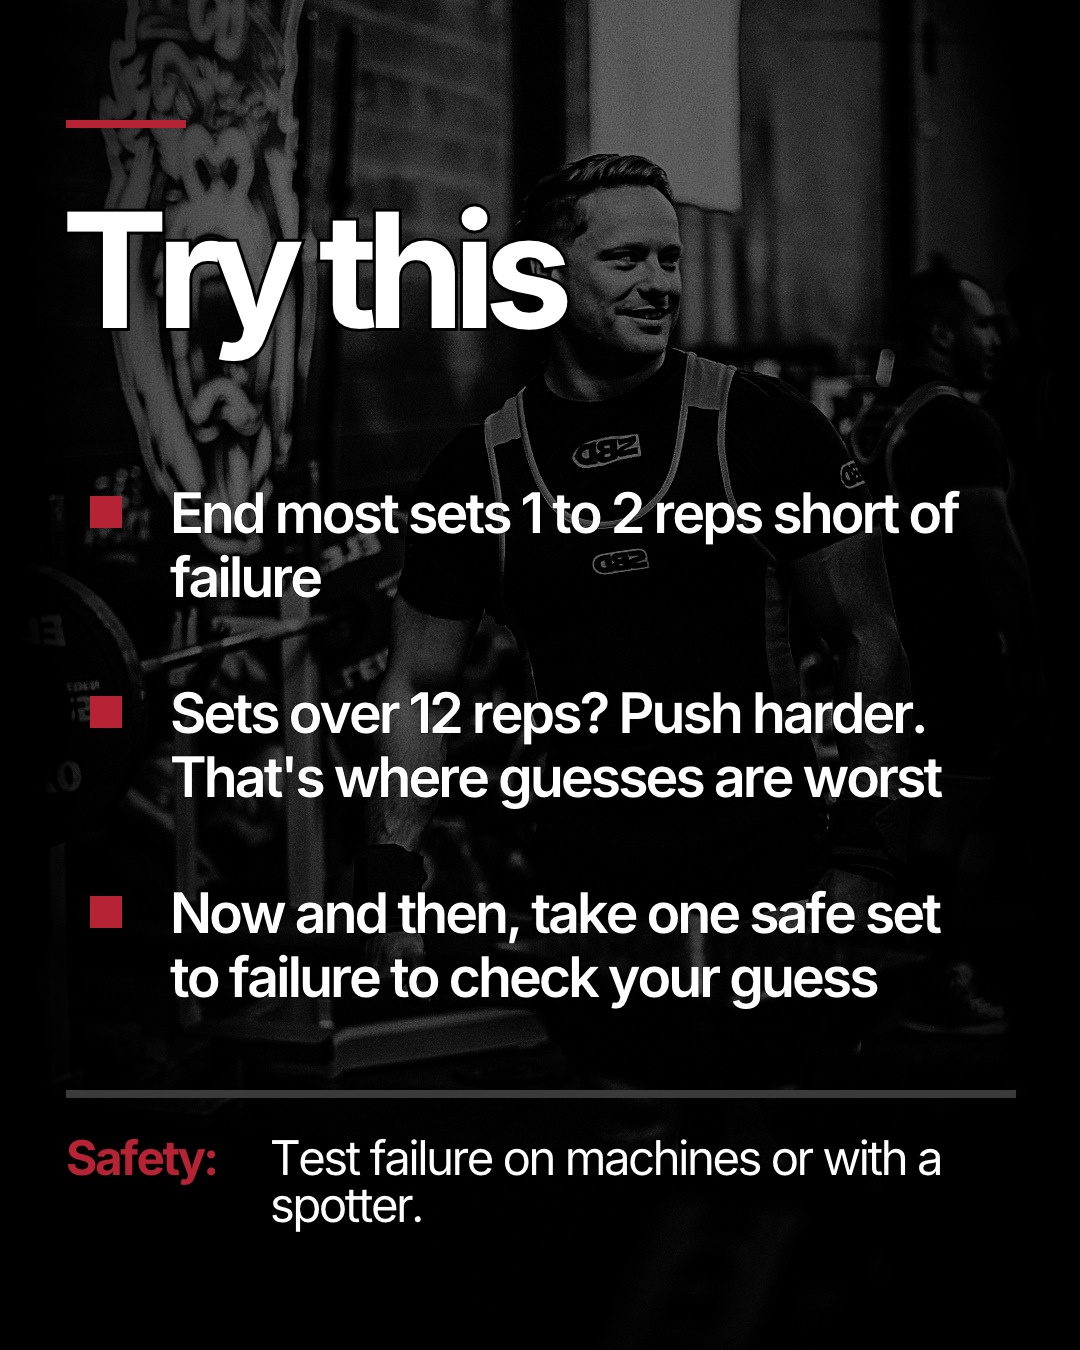 Try this
End most sets 1 to 2 reps short of
failure
Sets over 12 reps? Push harder.
That's where guesses are worst
Now and then, take one safe set
to failure to check your guess
Safety: Test failure on machines or with a
spotter.